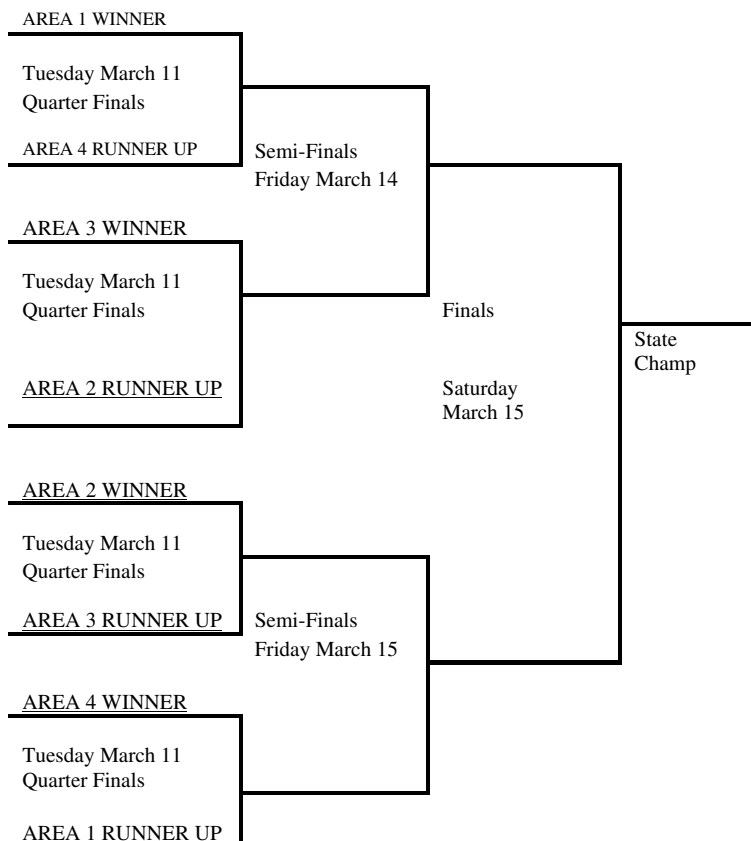 AREA 1 WINNER
Tuesday March 11
Quarter Finals
AREA 4 RUNNER UP
Semi-Finals
Friday March 14
AREA 3 WINNER
Tuesday March 11
Quarter Finals
AREA 2 RUNNER UP
Finals
Saturday
March 15
State
Champ
AREA 2 WINNER
Tuesday March 11
Quarter Finals
AREA 3 RUNNER UP
Semi-Finals
Friday March 15
AREA 4 WINNER
Tuesday March 11
Quarter Finals
AREA 1 RUNNER UP